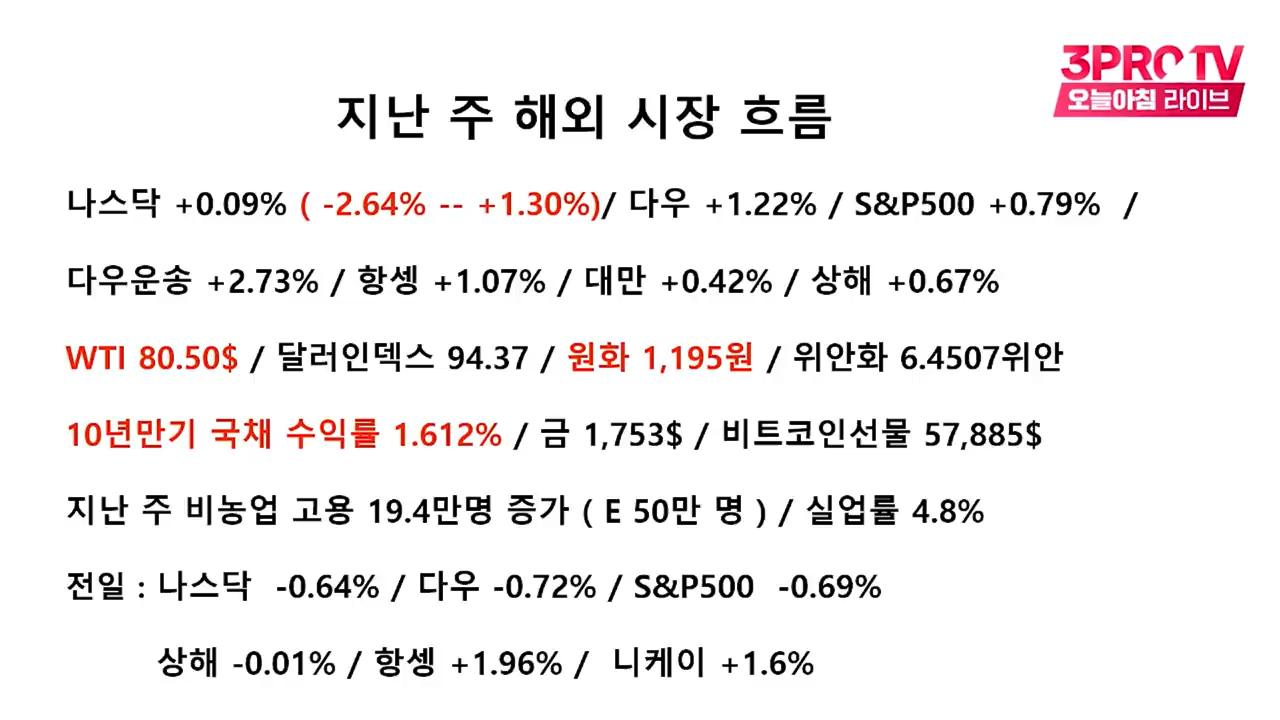 3PRO TV
오늘아침 라이브
지난 주 해외 시장 흐름
나스닥 +0.09% ( -2.64% -- +1.30%)/ 다우 +1.22% / S&P500 +0.79% /
다우운송 +2.73% / 항셍 +1.07% / 대만 +0.42% / 상해 +0.67%
WTI 80.50$ / 달러인덱스 94.37 / 원화 1,195원 / 위안화 6.4507위안
10년만기 국채 수익률 1.612% / 금 1,753$ / 비트코인선물 57,885$
지난 주 비농업 고용 19.4만명 증가 ( E 50만 명 ) / 실업률 4.8%
전일 : 나스닥 -0.64% / 다우 -0.72% / S&P500 -0.69%
상해 -0.01% / 항셍 +1.96% / 니케이 +1.6%